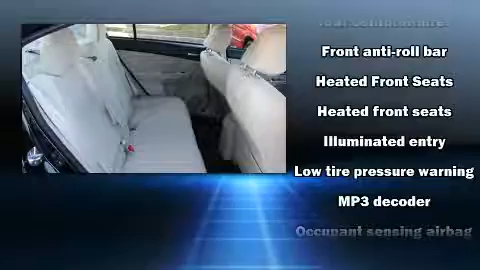 Front anti-roll bar
Heated Front Seats
Heated front seats
Illuminated entry
Low tire pressure warning
MP3 decoder
Occupant sensing airbag